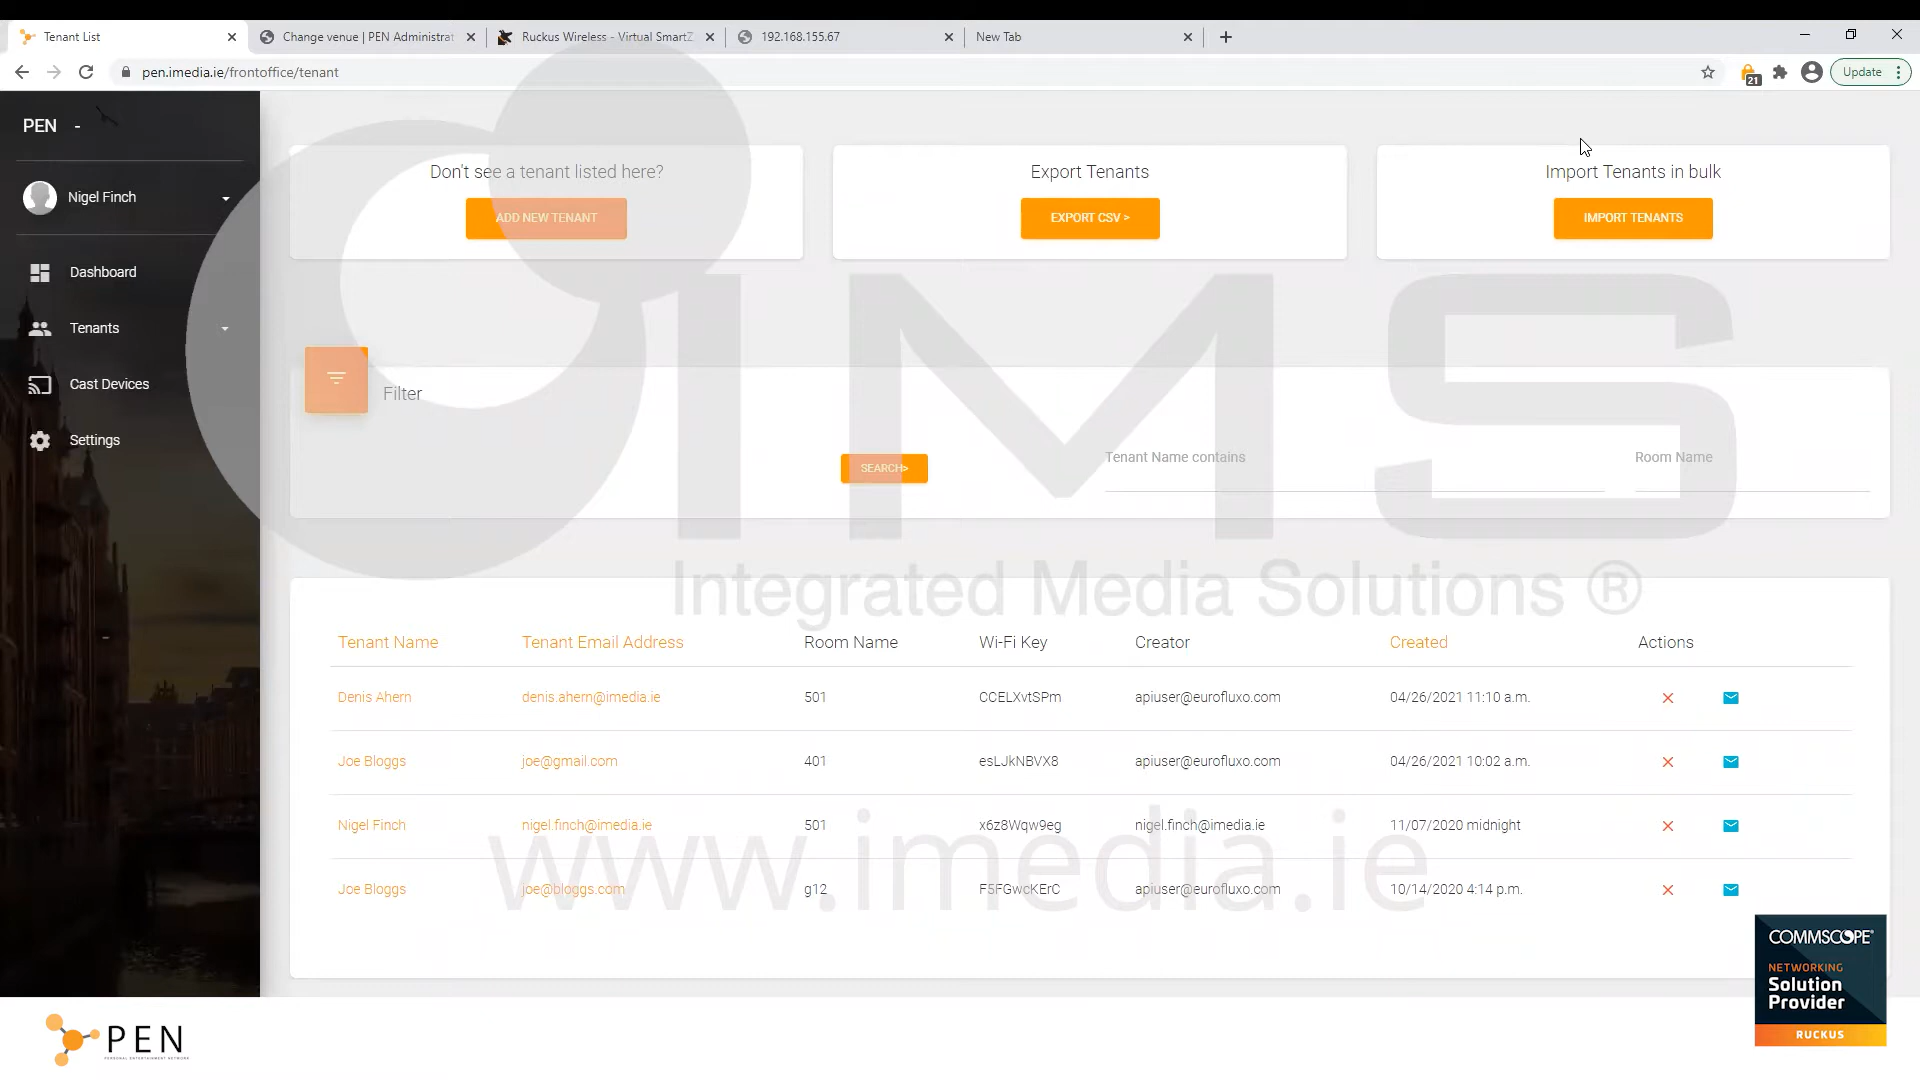 Tenant List
Change venue | PEN Administrat
Ruckus Wireless - Virtual SmartZ
192.168.155.67
New Tab
pen.imedia.ie/frontoffice/tenant
21
Update
PEN -
Nigel Finch
Dashboard
Tenants
Cast Devices
Settings
Don't see a tenant listed here?
ADD NEW TENANT
Export Tenants
EXPORT CSV >
Import Tenants in bulk
IMPORT TENANTS
Filter
SEARCH>
Tenant Name contains
Room Name
iMS
Integrated Media Solutions ®
Tenant Name Tenant Email Address Room Name Wi-Fi Key Creator Created Actions
Denis Ahern denis.ahern@imedia.ie 501 CCELXvtSPm apiuser@eurofluxo.com 04/26/2021 11:10 a.m.
Joe Bloggs joe@gmail.com 401 esLJkNBVX8 apiuser@eurofluxo.com 04/26/2021 10:02 a.m.
Nigel Finch nigel.finch@imedia.ie 501 x6z8Wqw9eg nigel.finch@imedia.ie 11/07/2020 midnight
Joe Bloggs joe@bloggs.com g12 F5FGwcKErC apiuser@eurofluxo.com 10/14/2020 4:14 p.m.
www.imedia.ie
COMMSCOPE
NETWORKING
Solution
Provider
RUCKUS
PEN
PERSONAL ENTERTAINMENT NETWORK